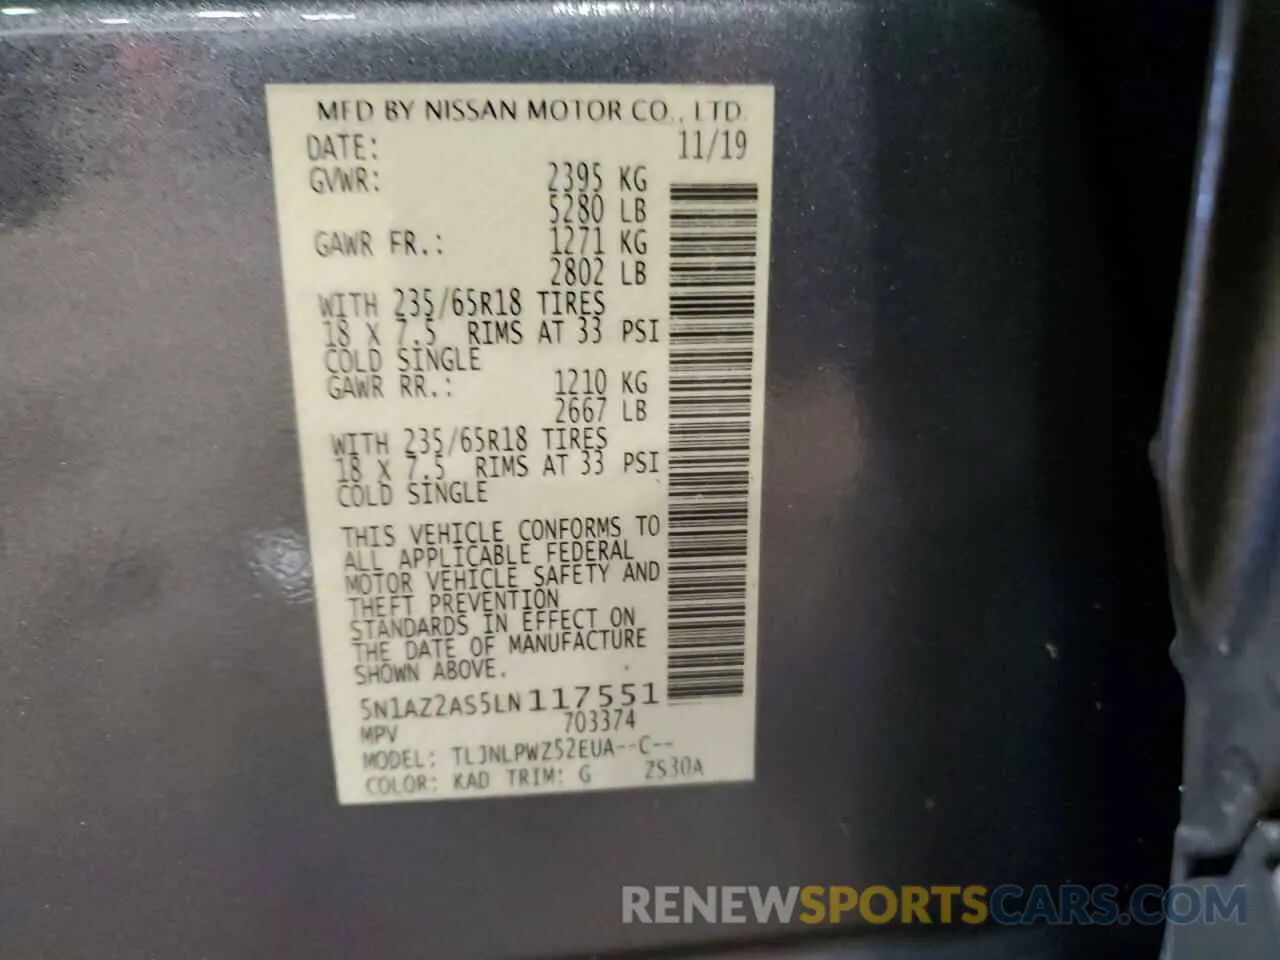 MFD BY NISSAN MOTOR CO., LTD.
DATE: 11/19
GVWR: 2395 KG
5280 LB
GAWR FR.: 1271 KG
2802 LB
WITH 235/65R18 TIRES
18 X 7.5 RIMS AT 33 PSI
COLD SINGLE
GAWR RR.: 1210 KG
2667 LB
WITH 235/65R18 TIRES
18 X 7.5 RIMS AT 33 PSI
COLD SINGLE
THIS VEHICLE CONFORMS TO
ALL APPLICABLE FEDERAL
MOTOR VEHICLE SAFETY AND
THEFT PREVENTION
STANDARDS IN EFFECT ON
THE DATE OF MANUFACTURE
SHOWN ABOVE.
5N1AZ2AS5LN117551
MPV 703374
MODEL: TLJNLPWZ52EUA--C--
COLOR: KAD TRIM: G ZS30A
RENEWSPORTSCARS.COM